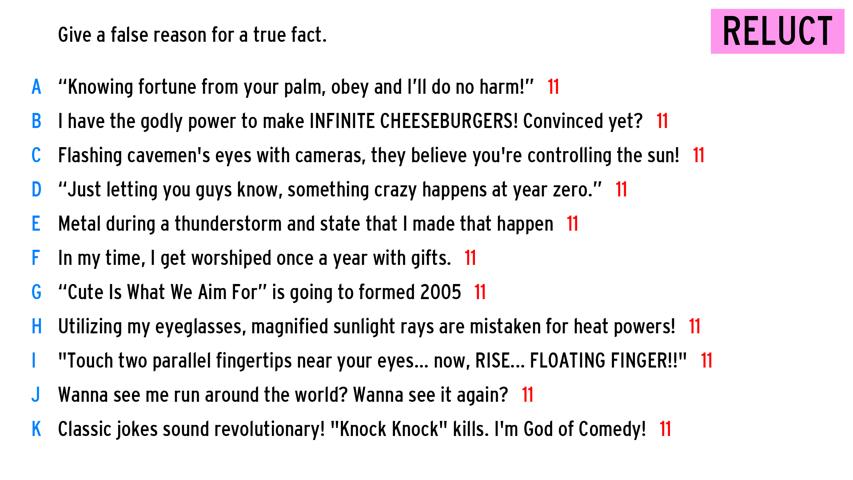 Give a false reason for a true fact.
RELUCT
A “Knowing fortune from your palm, obey and I’ll do no harm!” 11
B I have the godly power to make INFINITE CHEESEBURGERS! Convinced yet? 11
C Flashing cavemen's eyes with cameras, they believe you're controlling the sun! 11
D “Just letting you guys know, something crazy happens at year zero.” 11
E Metal during a thunderstorm and state that I made that happen 11
F In my time, I get worshiped once a year with gifts. 11
G “Cute Is What We Aim For” is going to formed 2005 11
H Utilizing my eyeglasses, magnified sunlight rays are mistaken for heat powers! 11
I "Touch two parallel fingertips near your eyes... now, RISE... FLOATING FINGER!!" 11
J Wanna see me run around the world? Wanna see it again? 11
K Classic jokes sound revolutionary! "Knock Knock" kills. I'm God of Comedy! 11